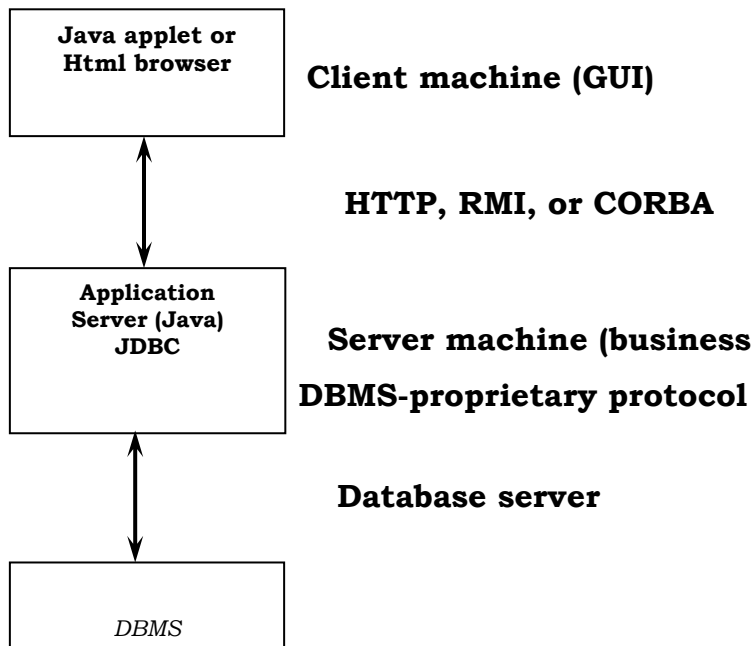 Java applet or
Html browser
Client machine (GUI)
HTTP, RMI, or CORBA
Application
Server (Java)
JDBC
Server machine (business
DBMS-proprietary protocol
Database server
DBMS